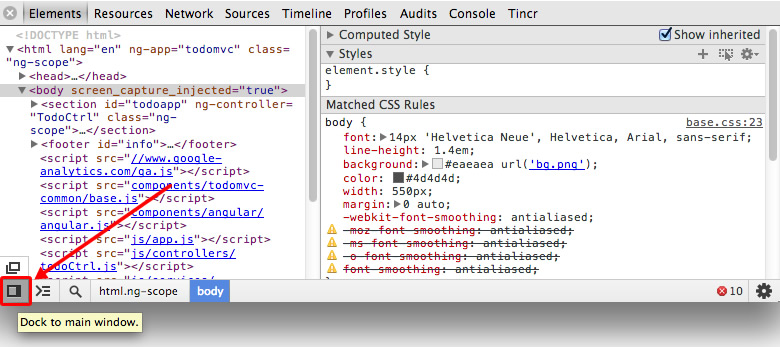 Elements Resources Network Sources Timeline Profiles Audits Console Tincr
<!DOCTYPE html>
<html lang="en" ng-app="todomvc" class=
"ng-scope">
<head>…</head>
<body screen_capture_injected="true">
<section id="todoapp" ng-controller=
"TodoCtrl" class="ng-
scope">…</section>
<footer id="info">…</footer>
<script src="//www.google-
analytics.com/ga.js"></script>
<script src="components/todomvc-
common/base.js"></script>
<script src="components/angular/
angular.js"></script>
<script src="js/app.js"></script>
<script src="js/controllers/
todoCtrl.js"></script>
<script src="js/services/
Computed Style
Show inherited
Styles
element.style {
}
Matched CSS Rules
body {
base.css:23
font: 14px 'Helvetica Neue', Helvetica, Arial, sans-serif;
line-height: 1.4em;
background: #eaeaea url('bg.png');
color: #4d4d4d;
width: 550px;
margin: 0 auto;
-webkit-font-smoothing: antialiased;
-moz-font-smoothing: antialiased;
-ms-font-smoothing: antialiased;
-o-font-smoothing: antialiased;
font-smoothing: antialiased;
html.ng-scope body
10
Dock to main window.